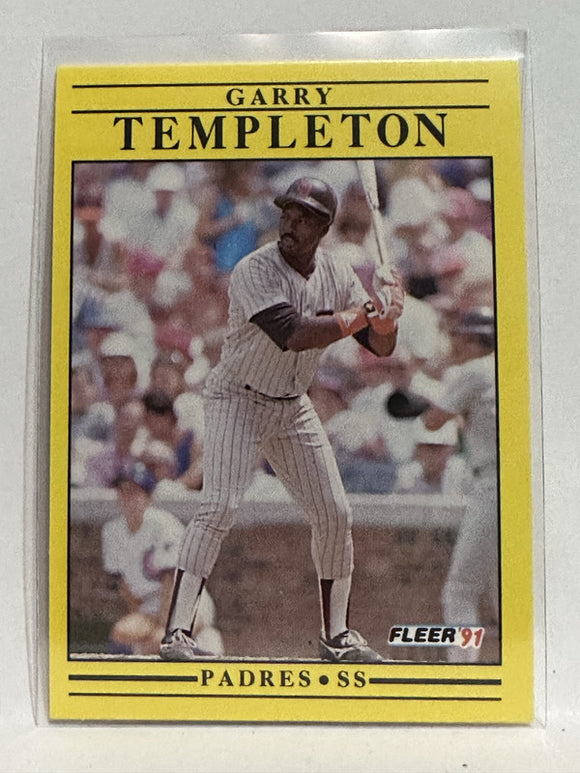 GARRY
TEMPLETON
FLEER '91
PADRES • SS